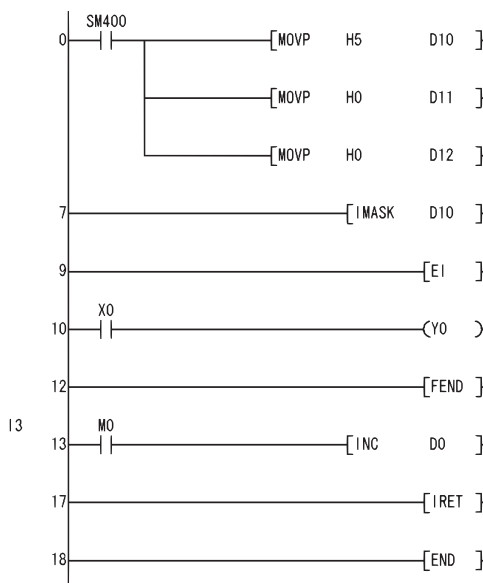 SM400
0 MOVP H5 D10
MOVP H0 D11
MOVP H0 D12
7 IMASK D10
9 EI
X0
10 Y0
12 FEND
I3
M0
13 INC D0
17 IRET
18 END